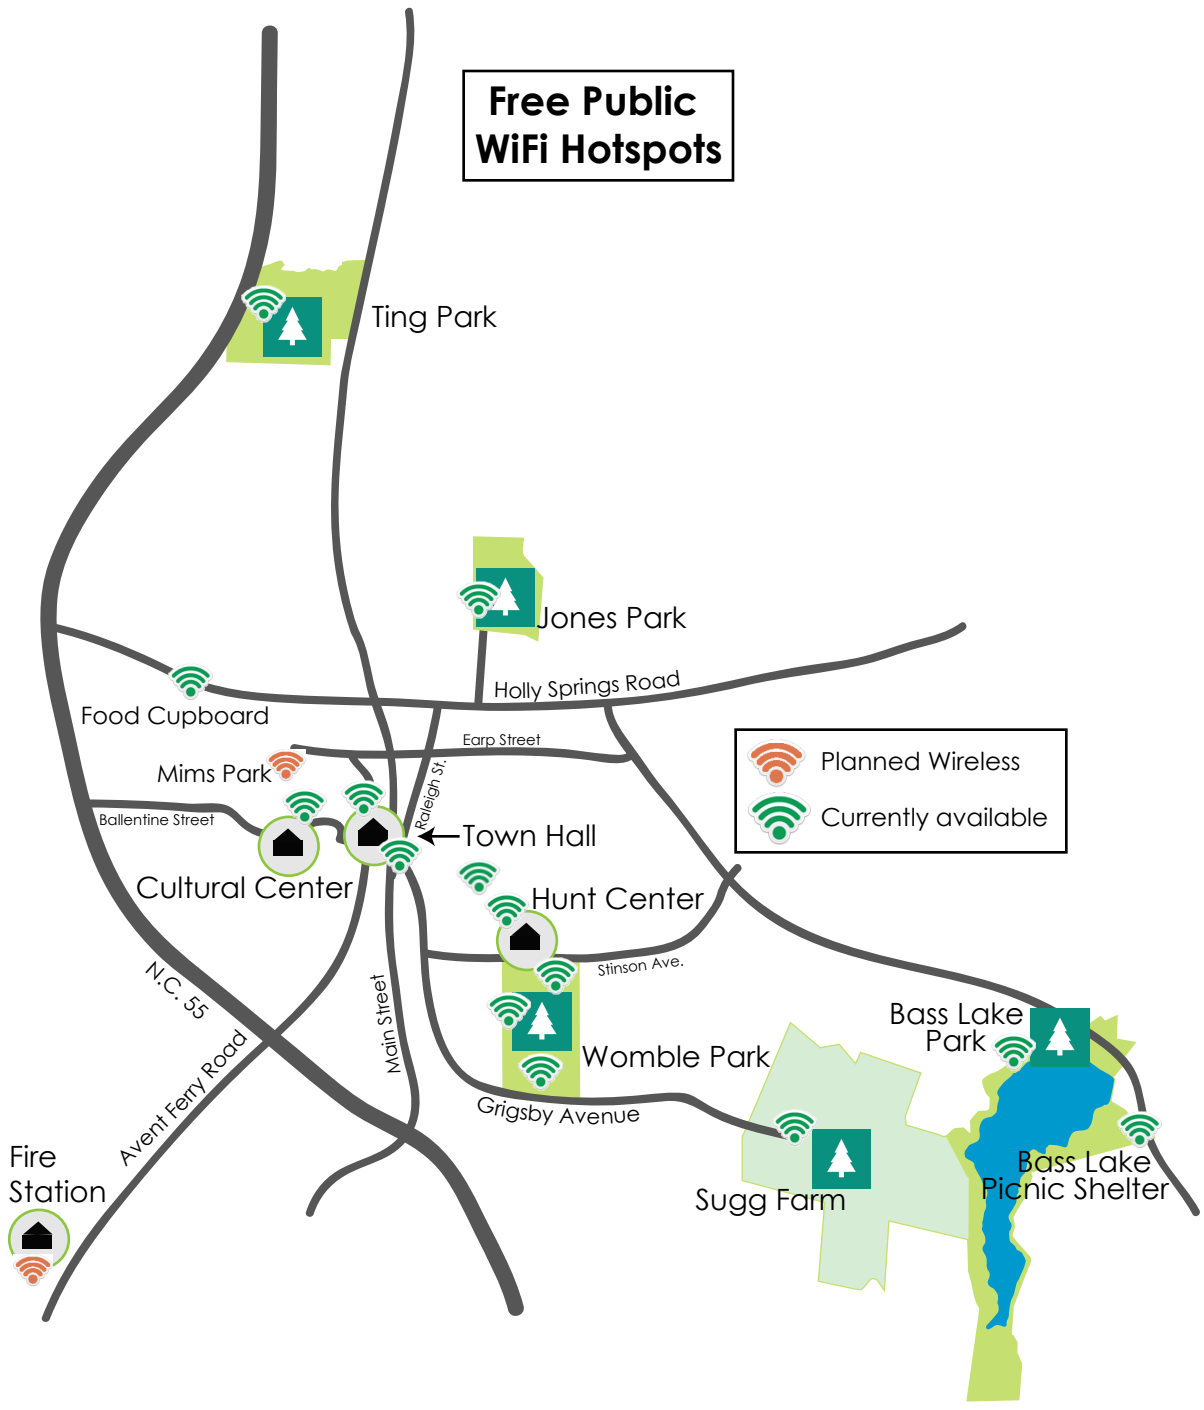 Free Public
WiFi Hotspots
Ting Park
Jones Park
Holly Springs Road
Food Cupboard
Earp Street
Planned Wireless
Mims Park
Raleigh St.
Ballentine Street
Currently available
Town Hall
Cultural Center
Hunt Center
Stinson Ave.
N.C. 55
Main Street
Bass Lake
Park
Avent Ferry Road
Womble Park
Grigsby Avenue
Fire
Station
Bass Lake
Picnic Shelter
Sugg Farm